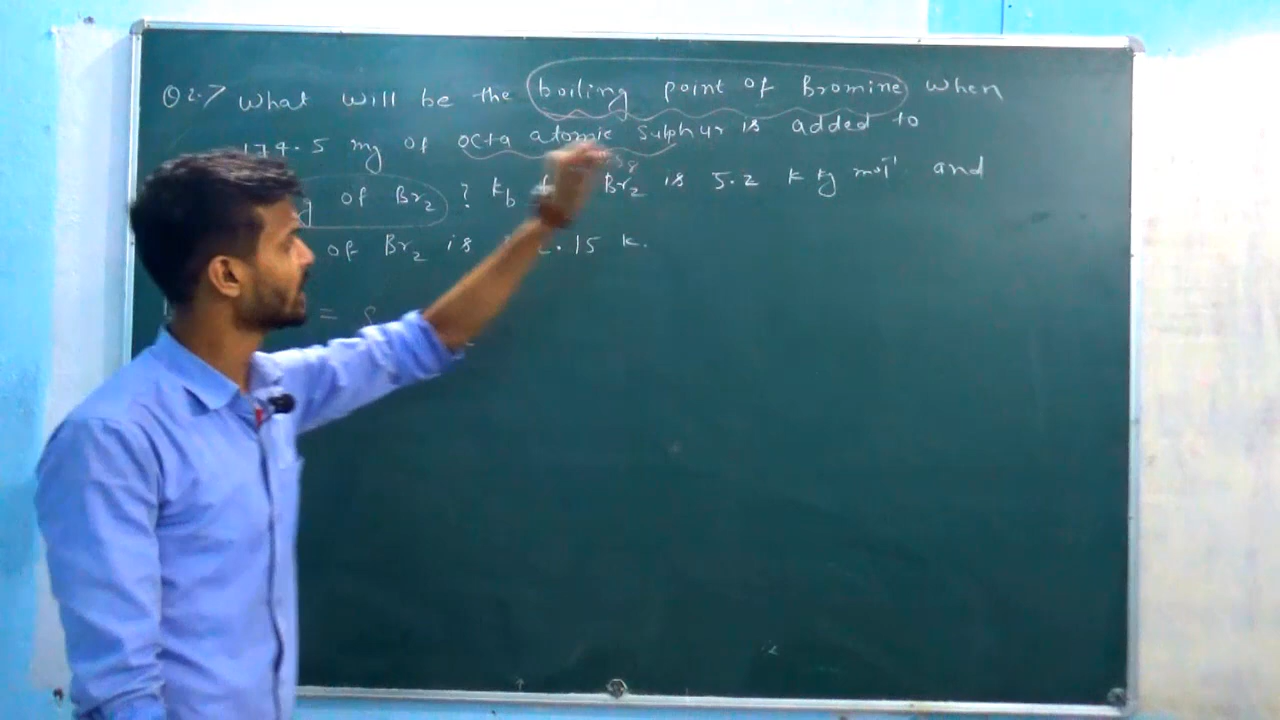 Q 2.7 What will be the boiling point of Bromine when
174.5 mg of octa atomic sulphur is added to
of Br2 ? kb Br2 is 5.2 k kg mol-1 and
of Br2 is .15 k.
=